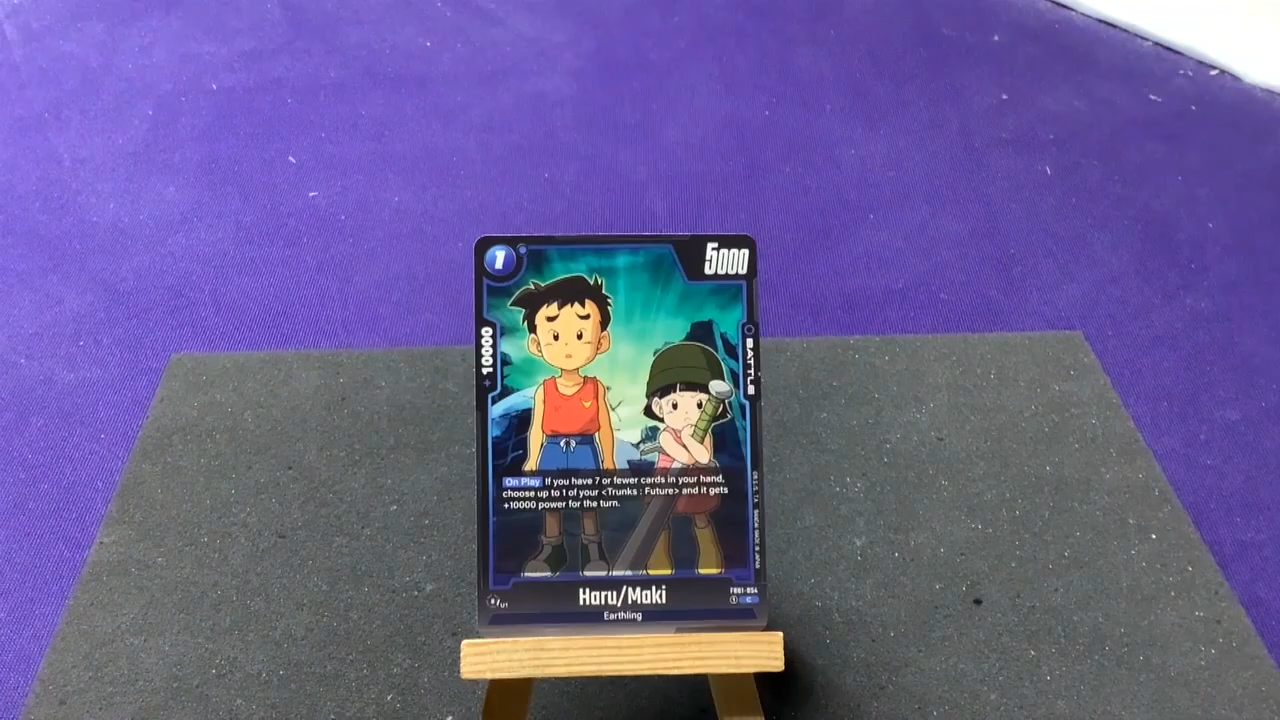 1
5000
+10000
BATTLE
On Play If you have 7 or fewer cards in your hand,
choose up to 1 of your <Trunks : Future> and it gets
+10000 power for the turn.
Haru/Maki
FB01-054
C
Earthling